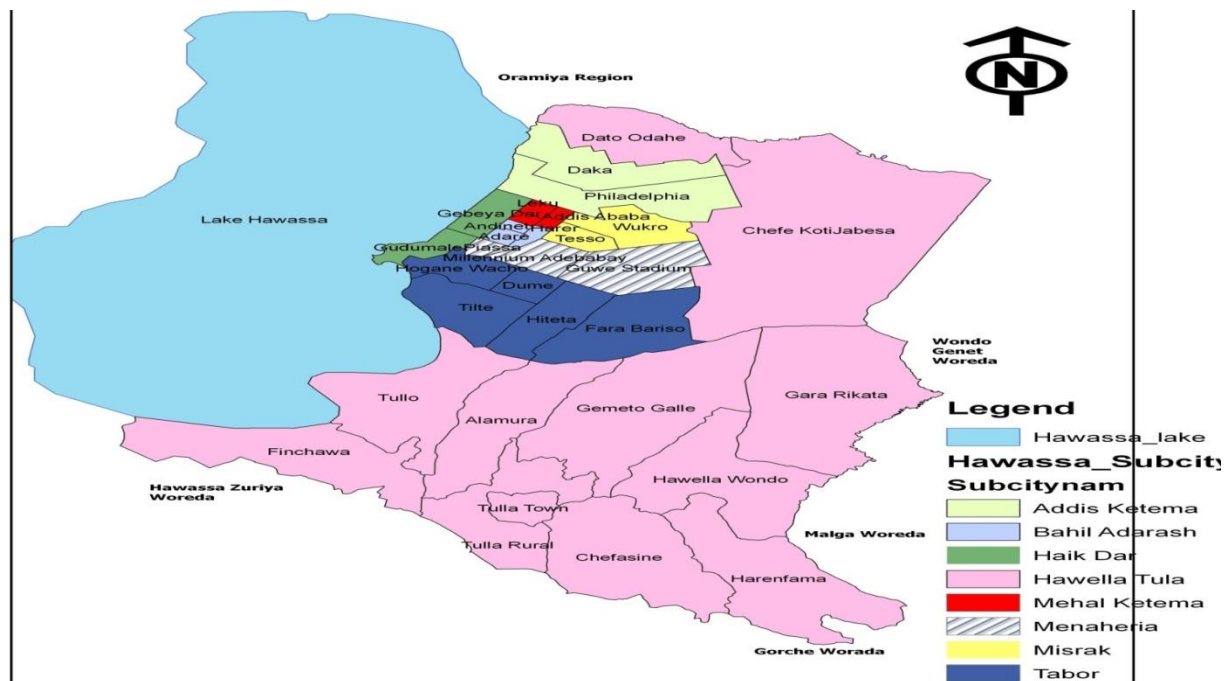 N
Oramiya Region
Dato Odahe
Daka
Philadelphia
Lake Hawassa
Leku
Gebeya Dar
Addis Ababa
Andinet
Harer
Wukro
Adare
Tesso
Chefe KotiJabesa
Gudumale
Piassa
Millennium Adebabay
Hogane Wacho
Guwe Stadium
Dume
Tilte
Hiteta
Fara Bariso
Wondo
Genet
Woreda
Tullo
Alamura
Gemeto Galle
Gara Rikata
Finchawa
Hawassa Zuriya
Woreda
Hawella Wondo
Tulla Town
Malga Woreda
Tulla Rural
Chefasine
Harenfama
Gorche Worada
Legend
Hawassa_lake
Hawassa_Subcity
Subcitynam
Addis Ketema
Bahil Adarash
Haik Dar
Hawella Tula
Mehal Ketema
Menaheria
Misrak
Tabor